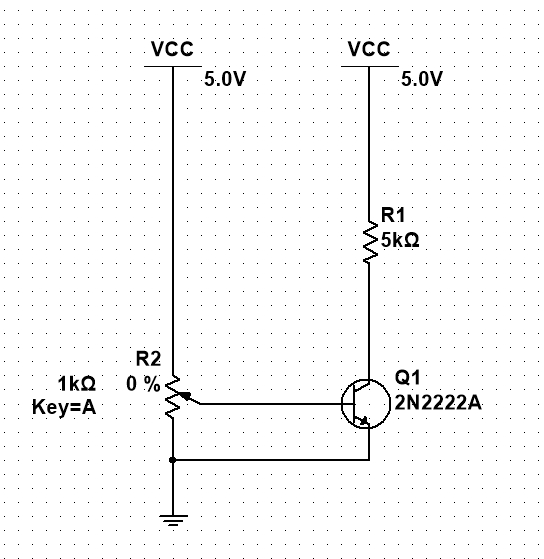 VCC
5.0V
VCC
5.0V
R1
5kΩ
R2
0 %
1kΩ
Key=A
Q1
2N2222A